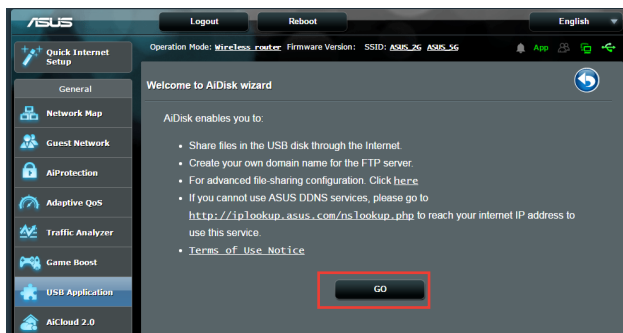 ASUS
Logout
Reboot
English
Quick Internet
Setup
Operation Mode: Wireless router Firmware Version: SSID: ASUS_2G ASUS_5G
App
General
Network Map
Guest Network
AiProtection
Adaptive QoS
Traffic Analyzer
Game Boost
USB Application
AiCloud 2.0
Welcome to AiDisk wizard
AiDisk enables you to:
• Share files in the USB disk through the Internet.
• Create your own domain name for the FTP server.
• For advanced file-sharing configuration. Click here
• If you cannot use ASUS DDNS services, please go to
http://iplookup.asus.com/nslookup.php to reach your internet IP address to
use this service.
• Terms of Use Notice
GO